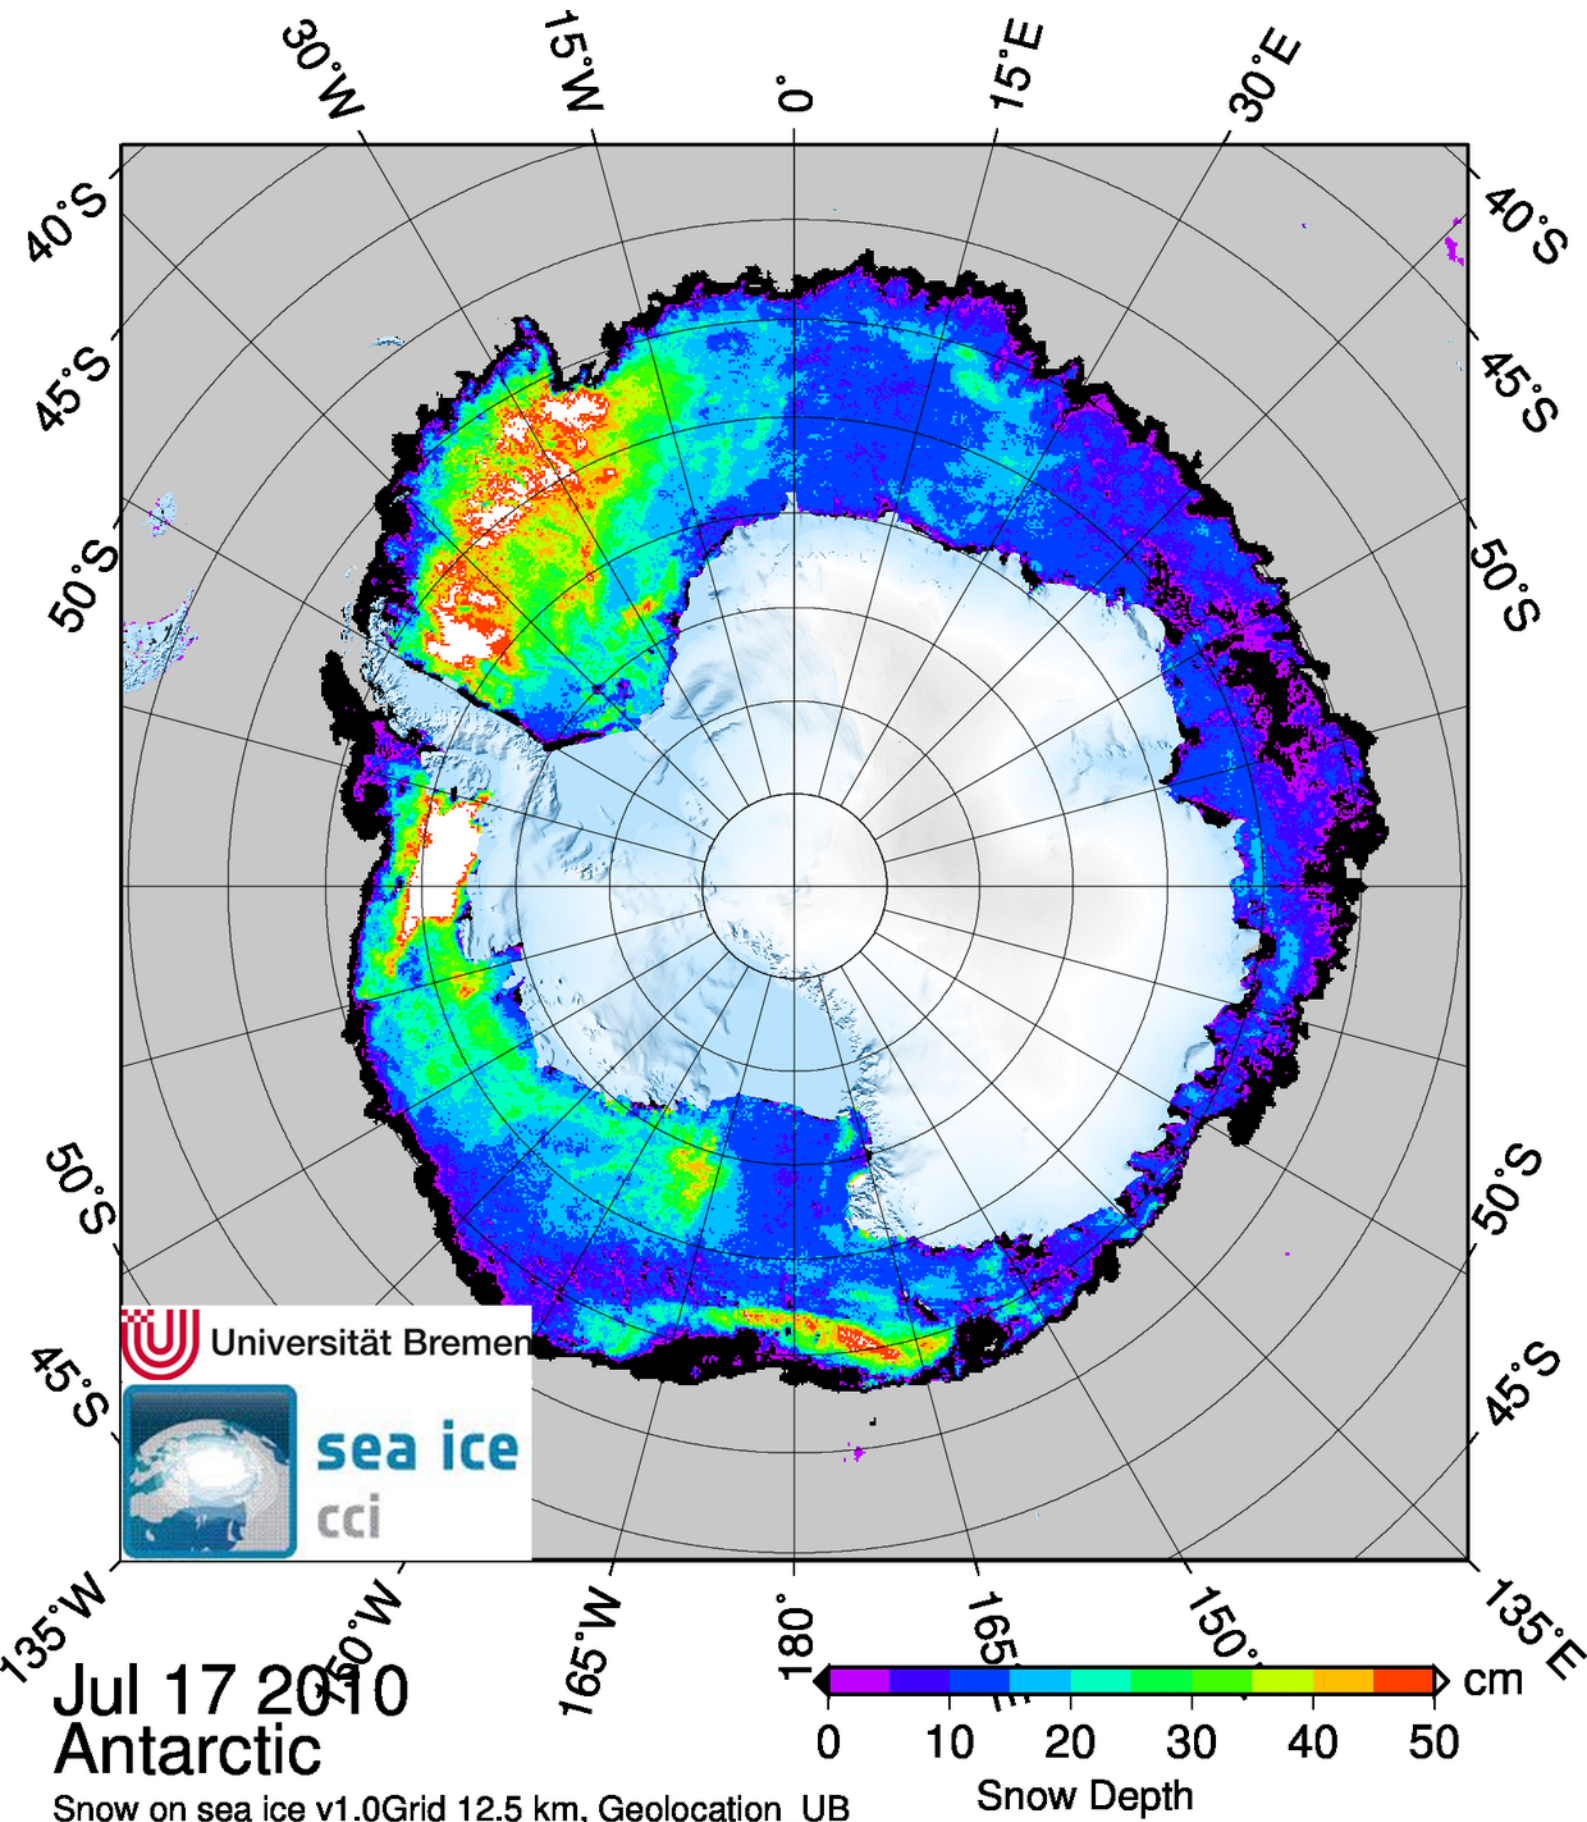 30°W 15°W 0° 15°E 30°E
40°S 40°S
45°S 45°S
50°S 50°S
50°S 50°S
45°S 45°S
Universität Bremen
sea ice
cci
135°W 150°W 165°W 180° 165°E 150° 135°E
Jul 17 2010
Antarctic
Snow on sea ice v1.0Grid 12.5 km, Geolocation UB
cm
0 10 20 30 40 50
Snow Depth